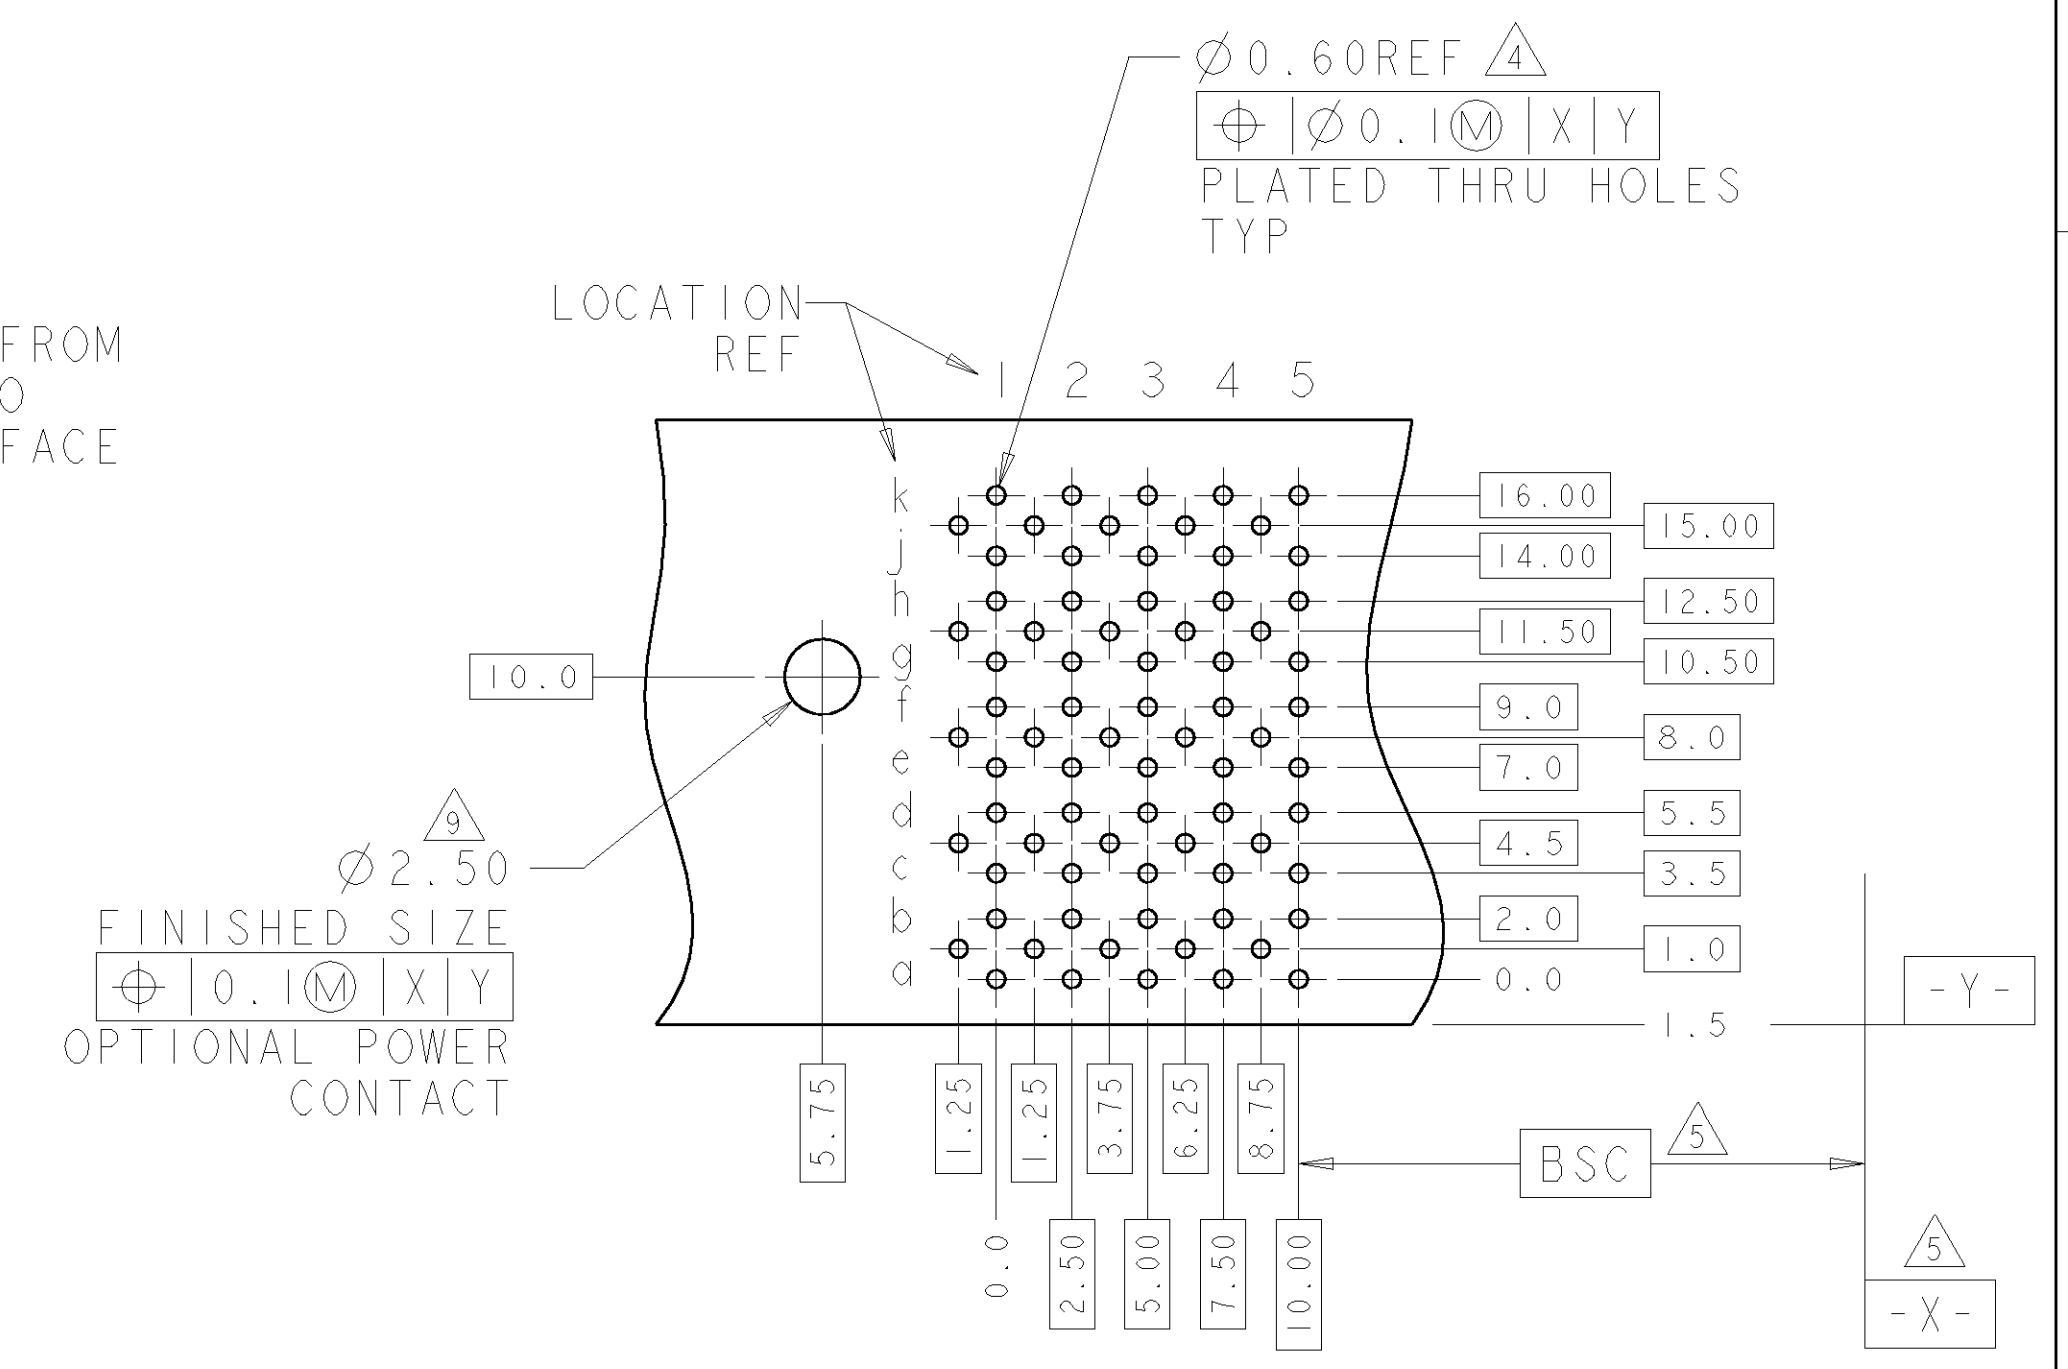 ⌀0.60REF 4
⌖ ⌀0.1Ⓜ X Y
PLATED THRU HOLES
TYP
LOCATION
REF
FROM
O
FACE
1 2 3 4 5
k
j
h
g
f
e
d
c
b
a
16.00
15.00
14.00
12.50
11.50
10.50
9.0
8.0
7.0
5.5
4.5
3.5
2.0
1.0
0.0
1.5
-Y-
10.0
9
⌀2.50
FINISHED SIZE
⌖ 0.1Ⓜ X Y
OPTIONAL POWER
CONTACT
5.75
1.25
1.25
3.75
6.25
8.75
0.0
2.50
5.00
7.50
10.00
BSC 5
5
-X-